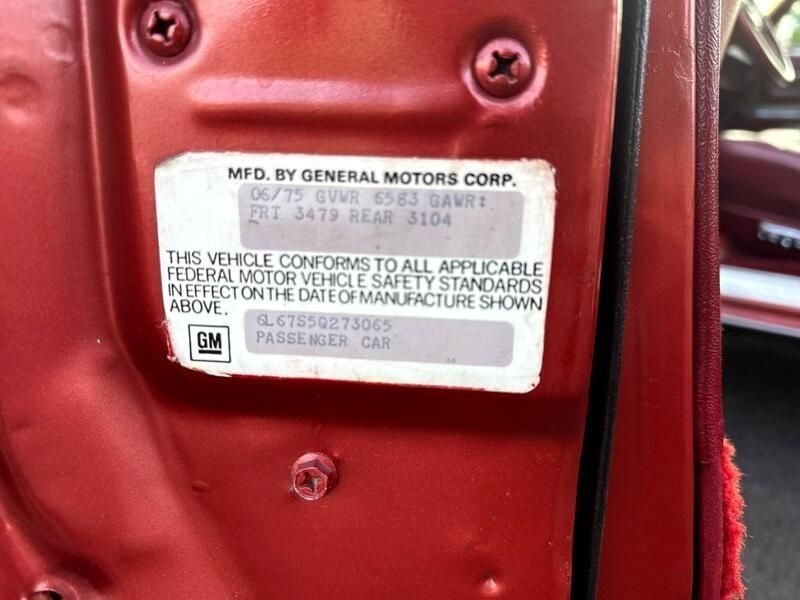 MFD. BY GENERAL MOTORS CORP.
06/75 GVWR 6583 GAWR:
FRT 3479 REAR 3104
THIS VEHICLE CONFORMS TO ALL APPLICABLE
FEDERAL MOTOR VEHICLE SAFETY STANDARDS
IN EFFECT ON THE DATE OF MANUFACTURE SHOWN
ABOVE.
6L67S5Q273065
PASSENGER CAR
GM